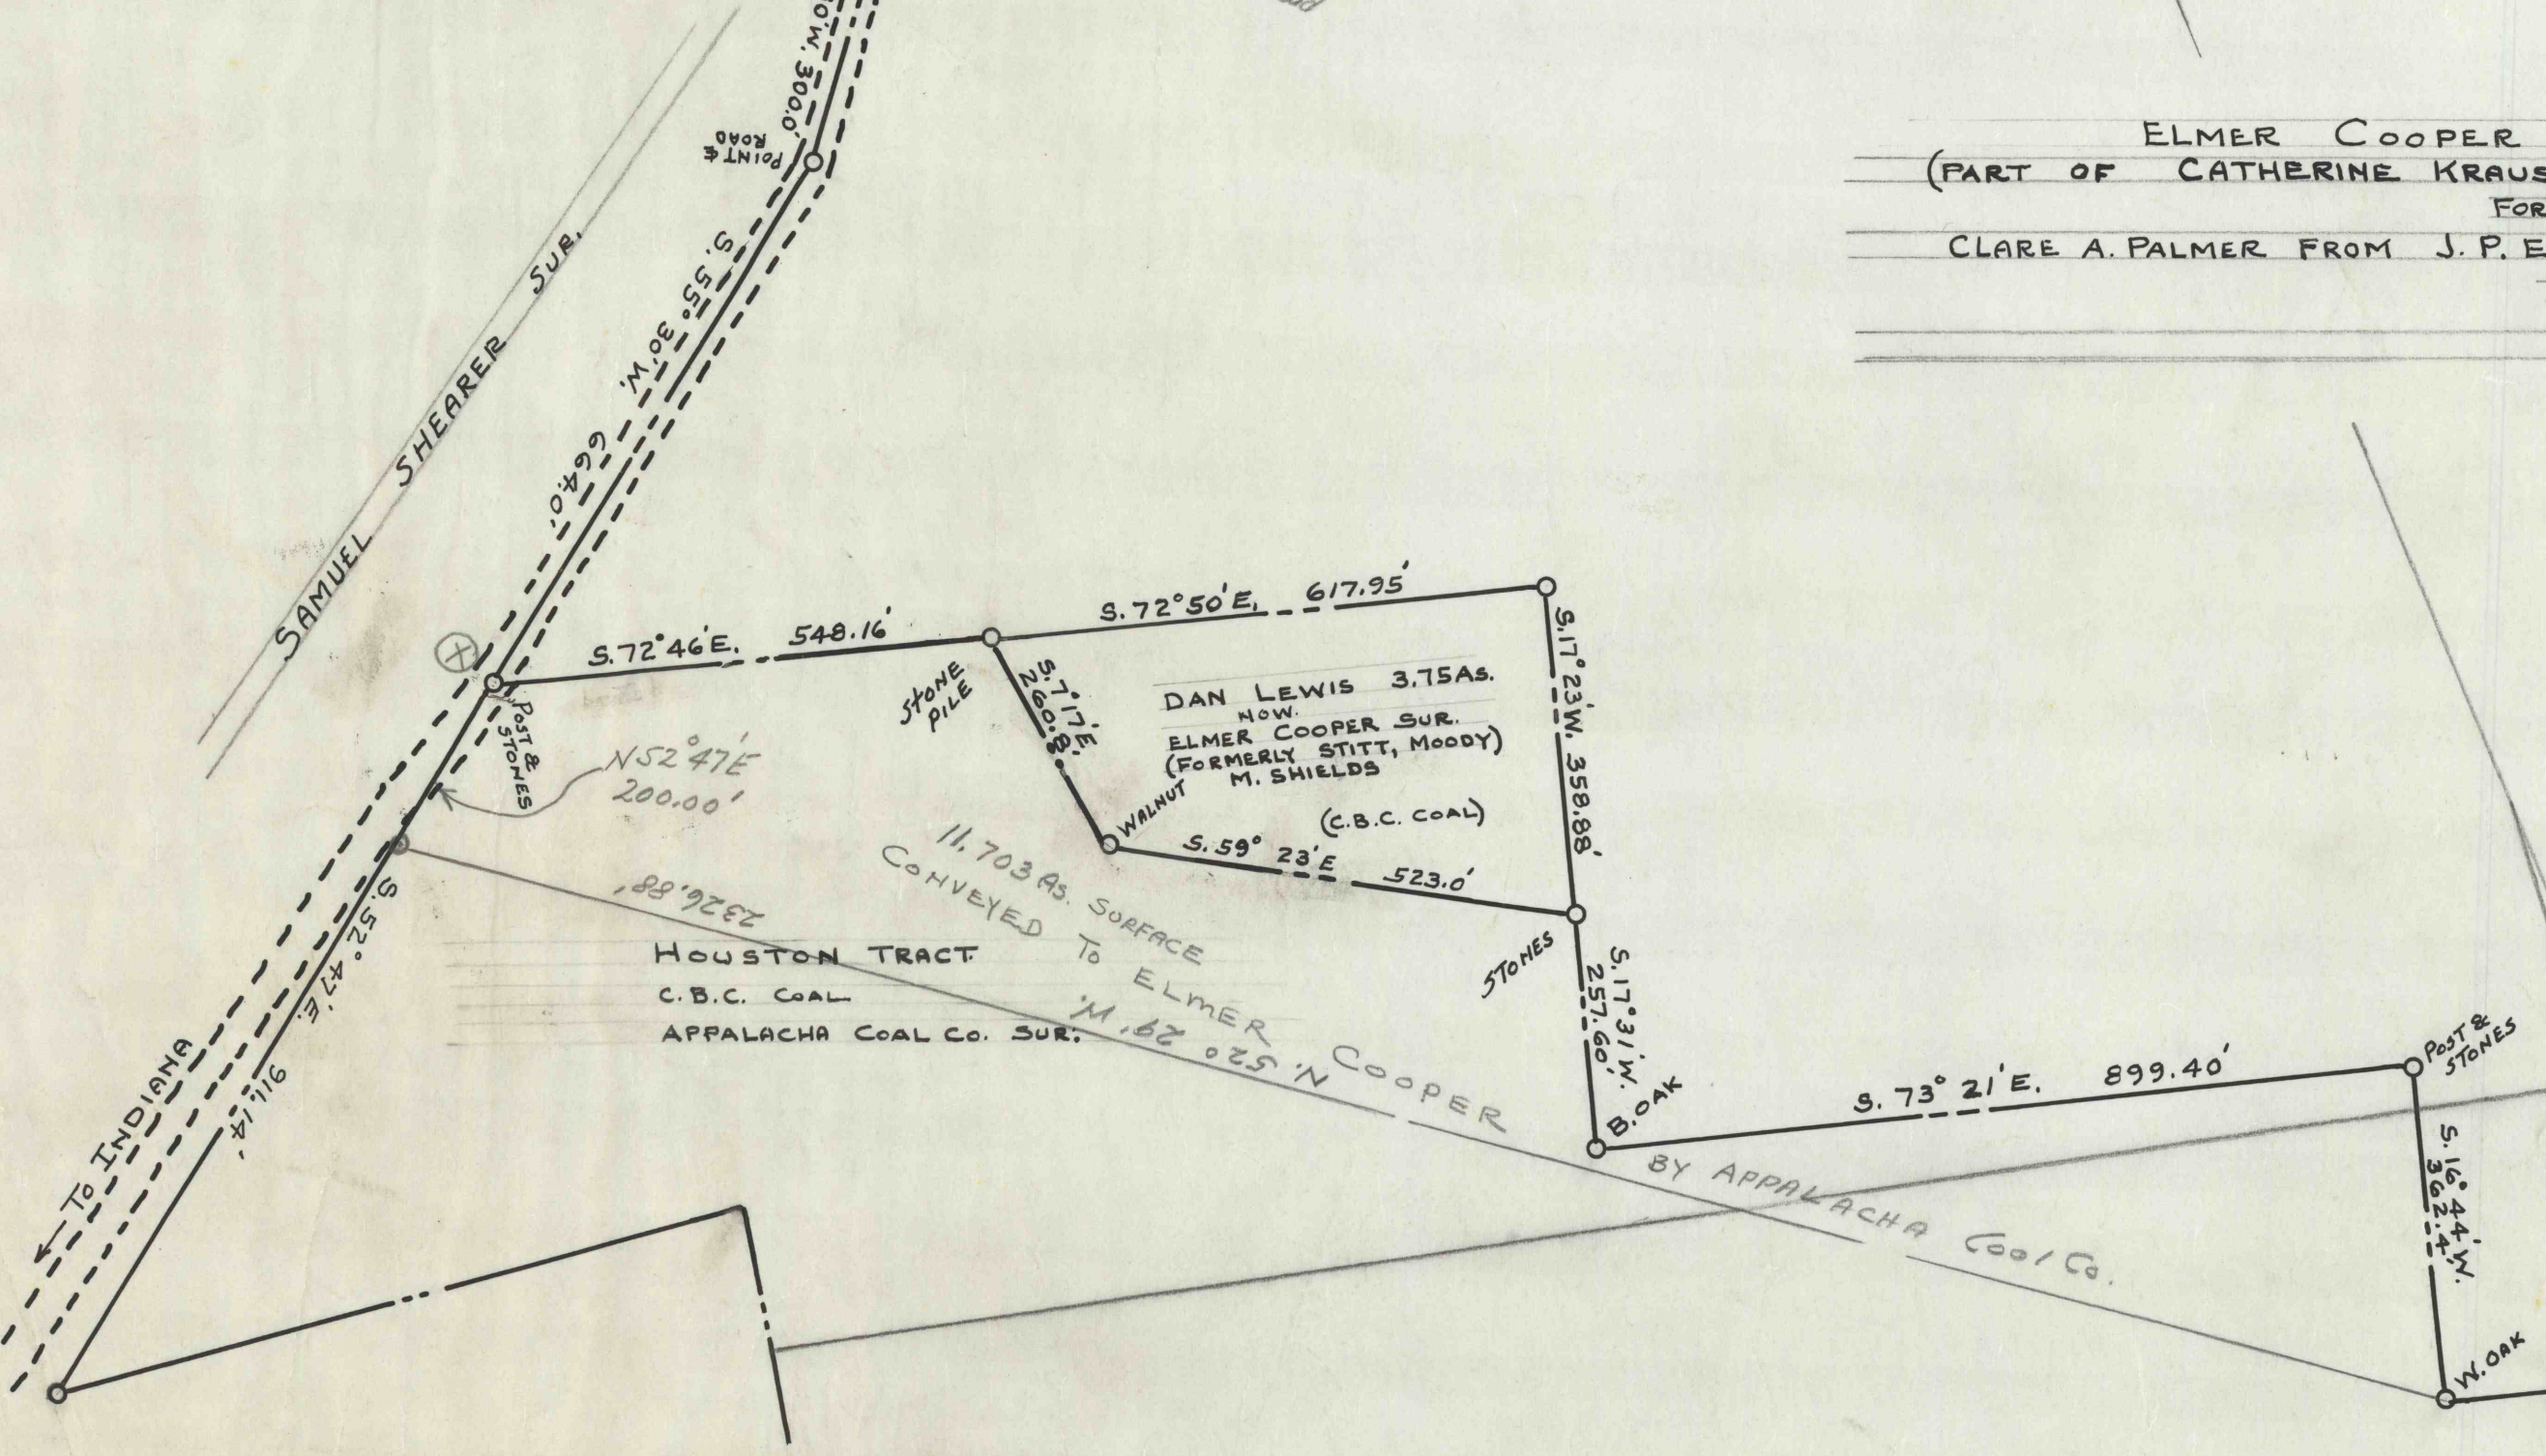 0'W. 300.0'
POINT ℄
ROAD
ELMER COOPER
(PART OF CATHERINE KRAUS
FOR
CLARE A. PALMER FROM J. P. E
SAMUEL SHEARER SUR.
S. 55° 30' W. 664.0'
S. 72° 46' E. 548.16'
S. 72° 50' E. 617.95'
STONE
PILE
S. 7° 17' E.
260.8'
S. 17° 23' W. 358.88'
DAN LEWIS 3.75 As.
NOW.
ELMER COOPER SUR.
(FORMERLY STITT, MOODY)
M. SHIELDS
(C.B.C. COAL)
WALNUT
S. 59° 23' E 523.0'
POST &
STONES
N 52° 47' E
200.00'
11.703 As. SURFACE
CONVEYED TO ELMER COOPER
BY APPALACHA Cool Co.
N. 52° 29' W. 2326.88'
HOUSTON TRACT
C.B.C. COAL
APPALACHA COAL CO. SUR.
S. 52° 47' E. 911.14'
STONES
S. 17° 31' W.
257.60'
B. OAK
S. 73° 21' E. 899.40'
POST &
STONES
S. 16° 44' W.
362.4'
W. OAK
← TO INDIANA